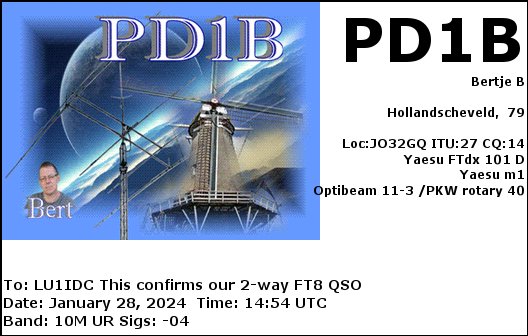 PD1B
PD1B
Bertje B
Hollandscheveld, 79
Loc:JO32GQ ITU:27 CQ:14
Yaesu FTdx 101 D
Yaesu m1
Optibeam 11-3 /PKW rotary 40
Bert
To: LU1IDC This confirms our 2-way FT8 QSO
Date: January 28, 2024 Time: 14:54 UTC
Band: 10M UR Sigs: -04